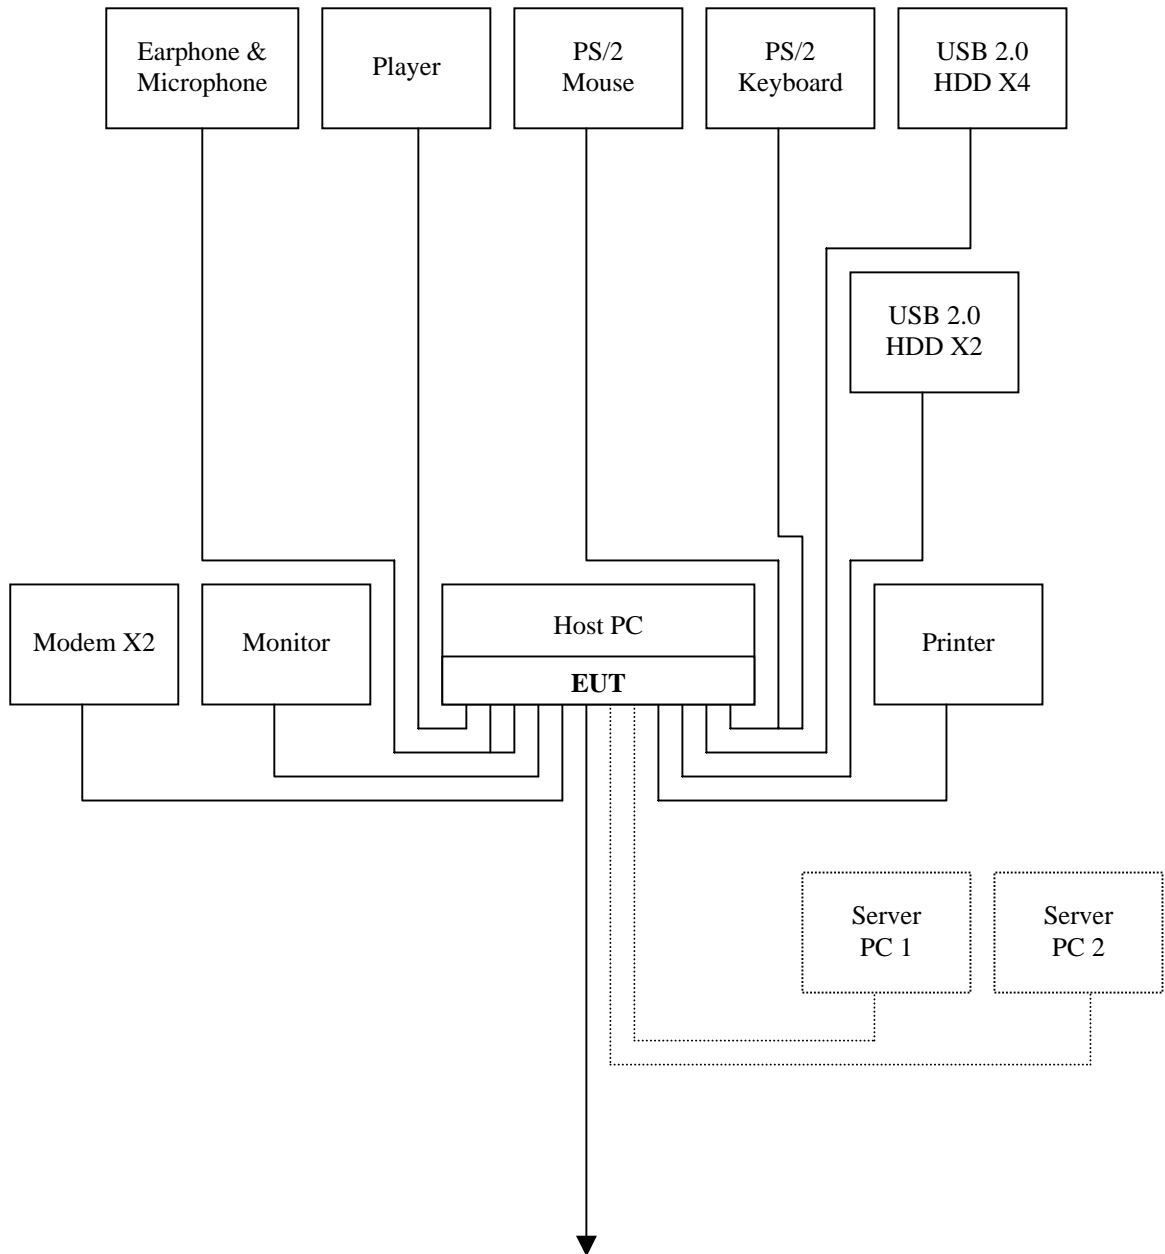 Earphone &
Microphone
Player
PS/2
Mouse
PS/2
Keyboard
USB 2.0
HDD X4
USB 2.0
HDD X2
Modem X2
Monitor
Host PC
EUT
Printer
Server
PC 1
Server
PC 2